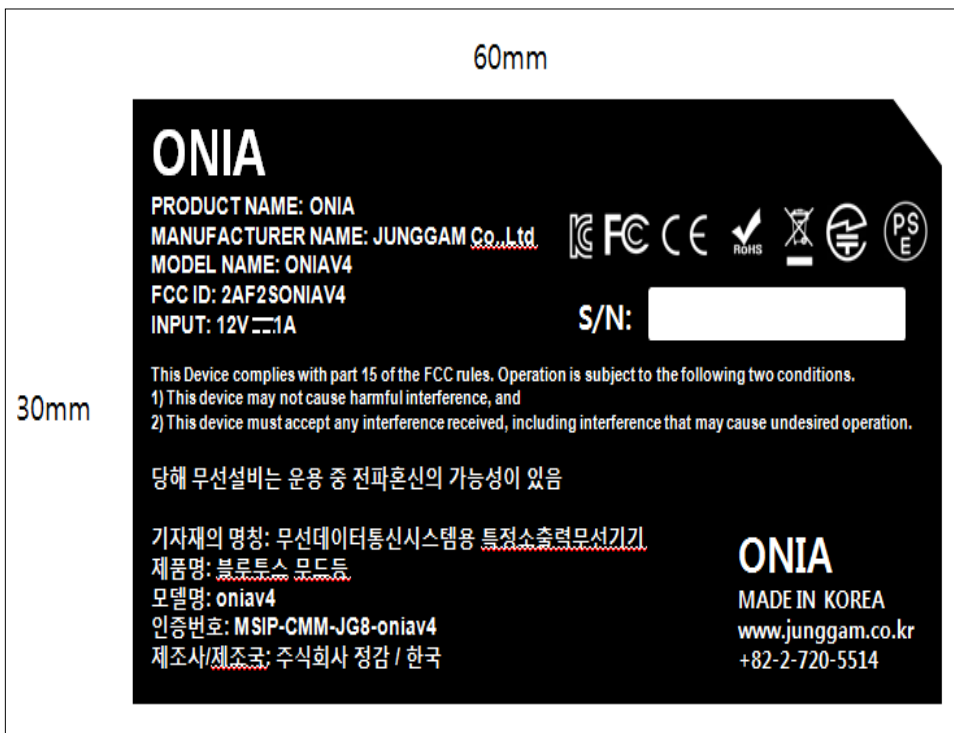 60mm
30mm
ONIA
PRODUCT NAME: ONIA
MANUFACTURER NAME: JUNGGAM Co.,Ltd
MODEL NAME: ONIAV4
FCC ID: 2AF2SONIAV4
INPUT: 12V⎓1A
FC CE RoHS PS E
S/N:
This Device complies with part 15 of the FCC rules. Operation is subject to the following two conditions.
1) This device may not cause harmful interference, and
2) This device must accept any interference received, including interference that may cause undesired operation.
당해 무선설비는 운용 중 전파혼신의 가능성이 있음
기자재의 명칭: 무선데이터통신시스템용 특정소출력무선기기
제품명: 블루투스 무드등
모델명: oniav4
인증번호: MSIP-CMM-JG8-oniav4
제조사/제조국: 주식회사 정감 / 한국
ONIA
MADE IN KOREA
www.junggam.co.kr
+82-2-720-5514